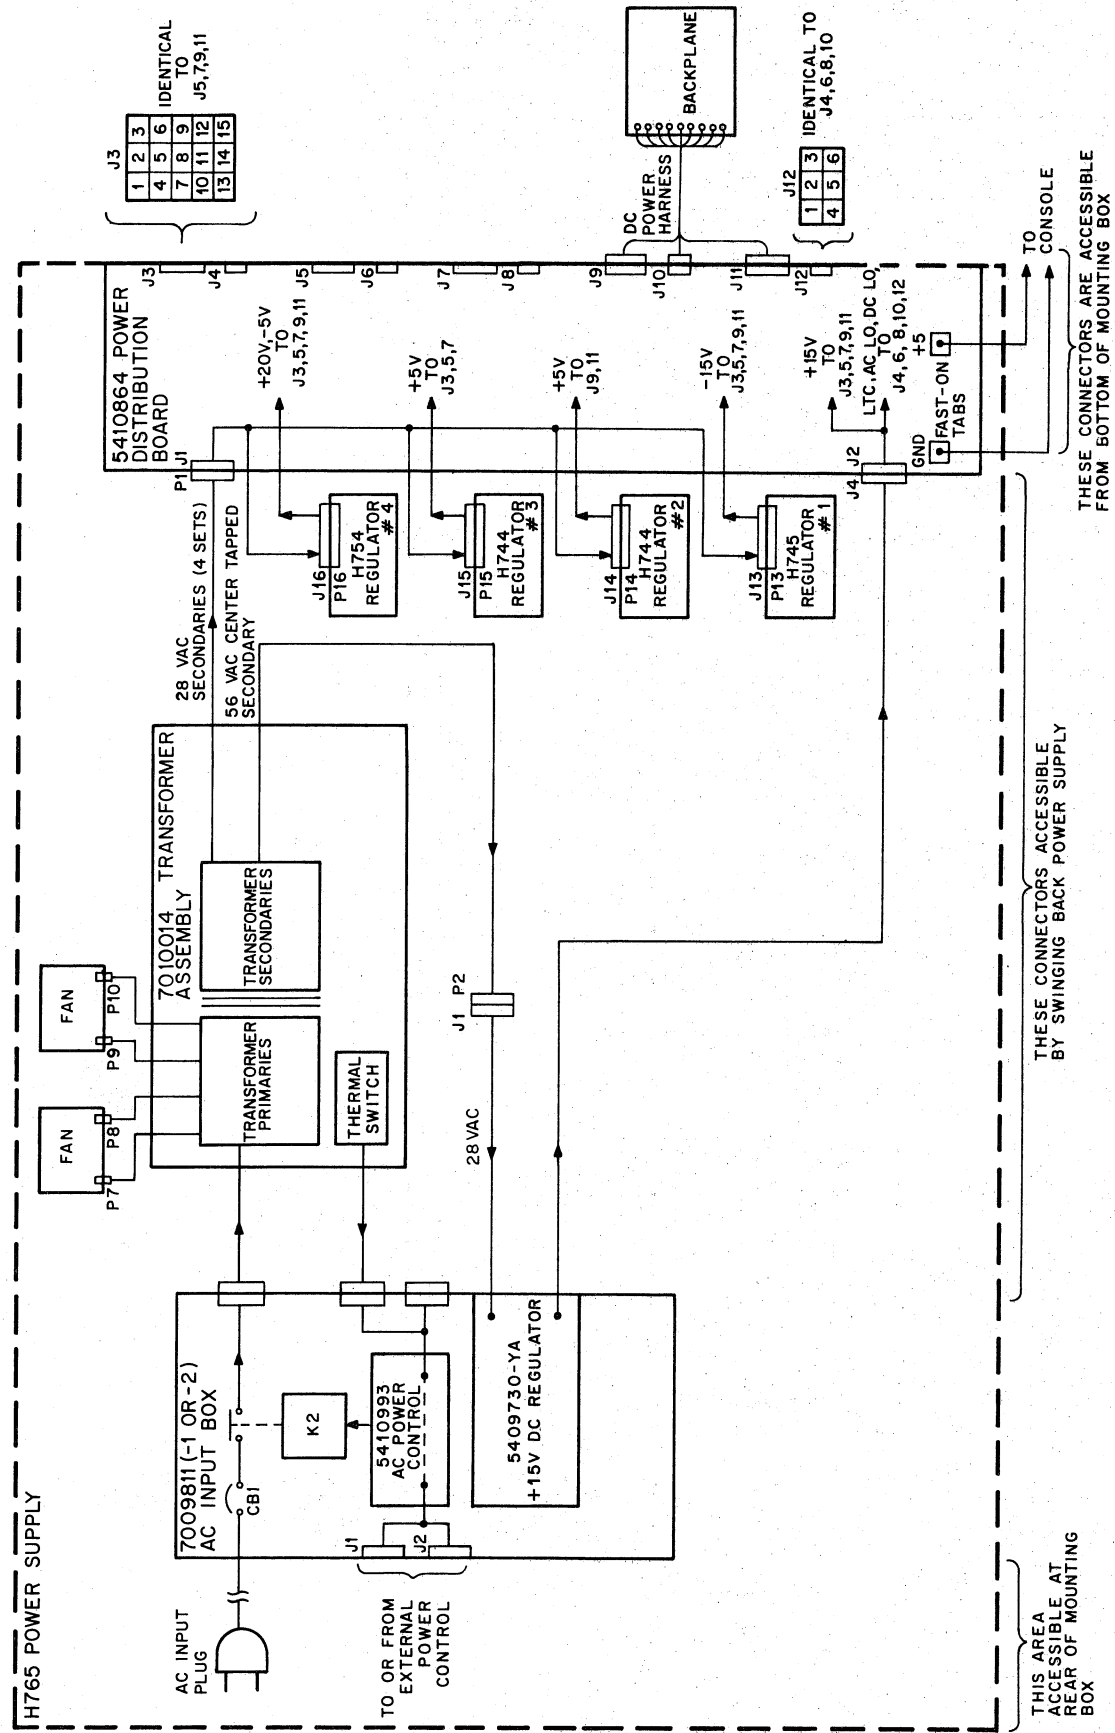 H765 POWER SUPPLY
AC INPUT
PLUG
7009811 (-1 OR -2)
AC INPUT BOX
CB1
K2
5410993
AC POWER
CONTROL
J1
J2
TO OR FROM
EXTERNAL
POWER
CONTROL
5409730-YA
+15V DC REGULATOR
THIS AREA
ACCESSIBLE AT
REAR OF MOUNTING
BOX
FAN
P7
P8
FAN
P9
P10
7010014 TRANSFORMER
ASSEMBLY
TRANSFORMER
PRIMARIES
TRANSFORMER
SECONDARIES
THERMAL
SWITCH
28 VAC
SECONDARIES (4 SETS)
56 VAC CENTER TAPPED
SECONDARY
28VAC
J1 P2
THESE CONNECTORS ACCESSIBLE
BY SWINGING BACK POWER SUPPLY
5410864 POWER
DISTRIBUTION
BOARD
P1 J1
J16
P16
H754
REGULATOR
#4
+20V,-5V
TO
J3,5,7,9,11
J15
P15
H744
REGULATOR
#3
+5V
TO
J3,5,7
J14
P14
H744
REGULATOR
#2
+5V
TO
J9,11
J13
P13
H745
REGULATOR
#1
-15V
TO
J3,5,7,9,11
+15V
TO
J3,5,7,9,11
J4 J2
LTC, AC LO, DC LO,
TO
J4,6,8,10,12
GND
FAST-ON
TABS
+5
J3
J4
J5
J6
J7
J8
J9
J10
J11
J12
J3
1 2 3
4 5 6
7 8 9
10 11 12
13 14 15
IDENTICAL
TO
J5,7,9,11
DC
POWER
HARNESS
BACKPLANE
J12
1 2 3
4 5 6
IDENTICAL TO
J4,6,8,10
TO
CONSOLE
THESE CONNECTORS ARE ACCESSIBLE
FROM BOTTOM OF MOUNTING BOX